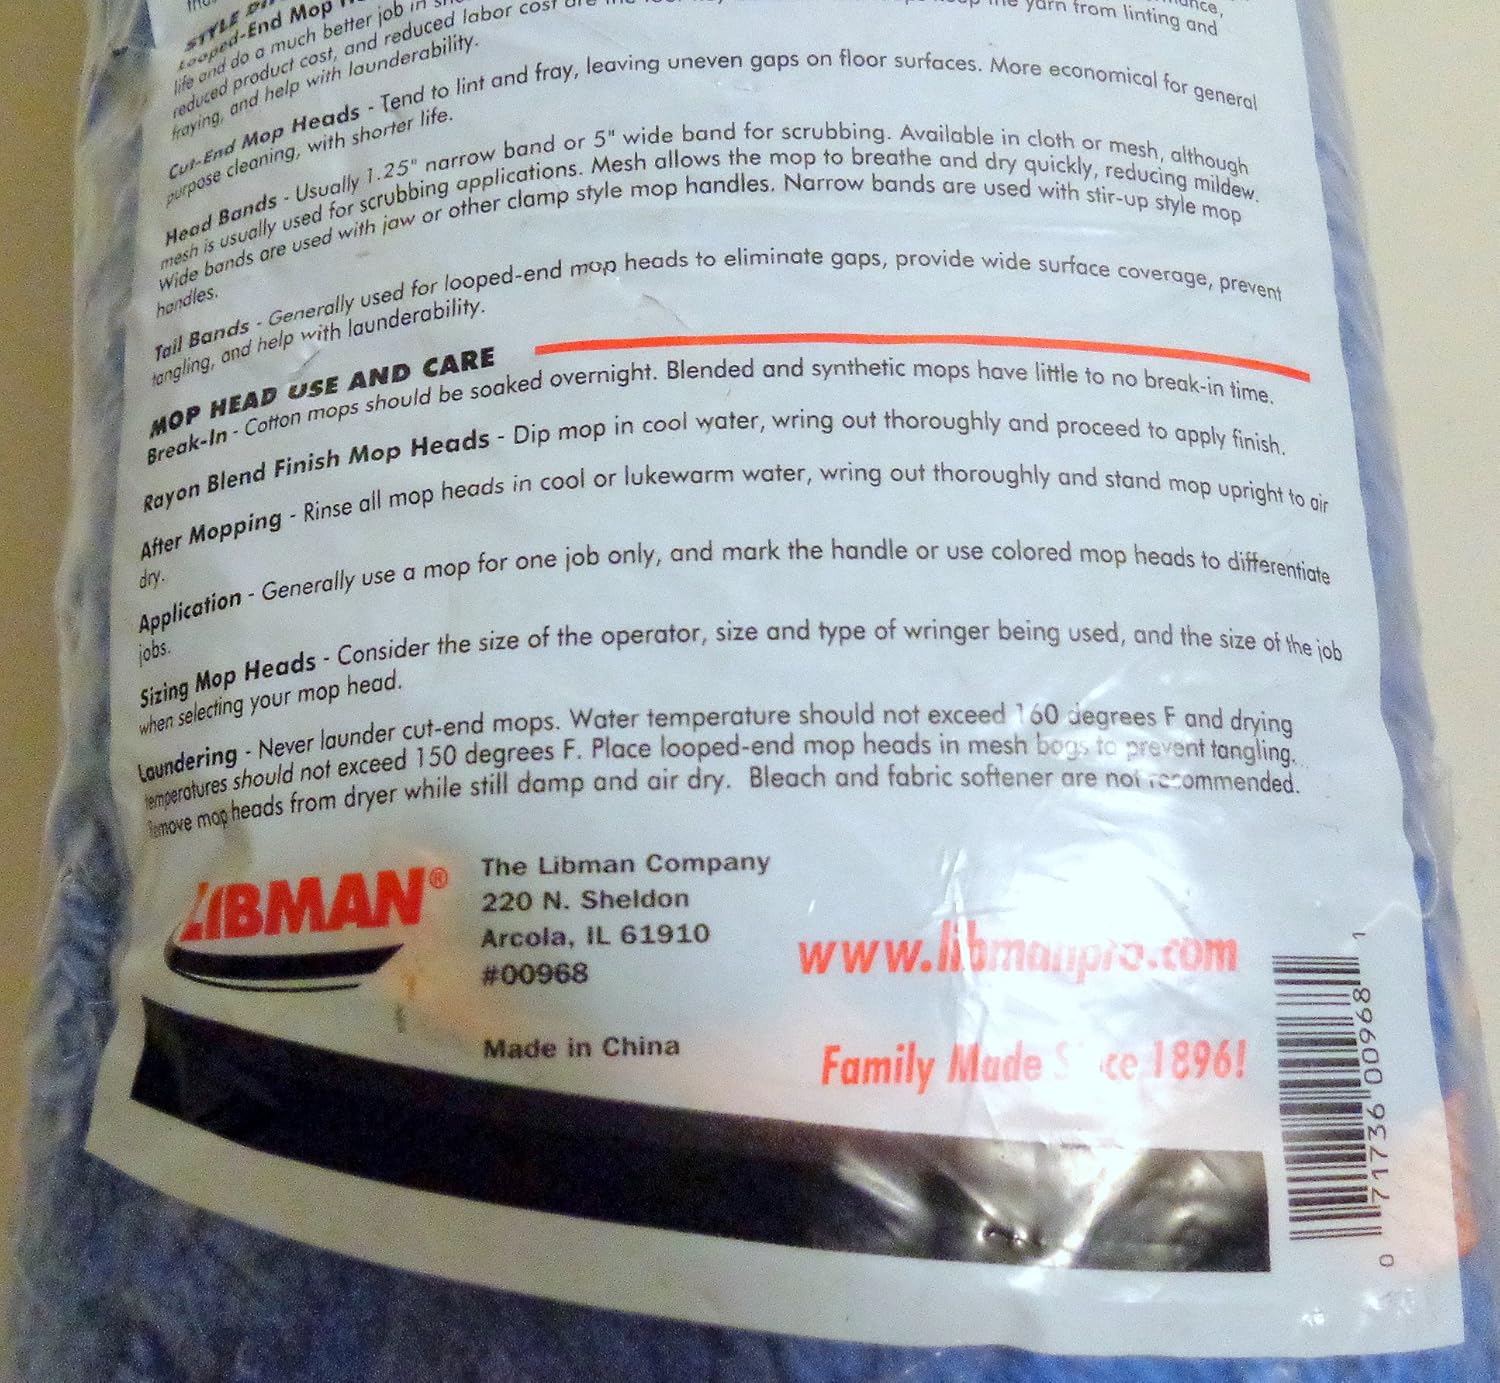 Looped-End Mop
life and do a much better job in
reduced product cost, and reduced labor cost are the yarn from linting and
fraying, and help with launderability.
Cut-End Mop Heads - Tend to lint and fray, leaving uneven gaps on floor surfaces. More economical for general
purpose cleaning, with shorter life.
Head Bands - Usually 1.25" narrow band or 5" wide band for scrubbing. Available in cloth or mesh, although
mesh is usually used for scrubbing applications. Mesh allows the mop to breathe and dry quickly, reducing mildew.
Wide bands are used with jaw or other clamp style mop handles. Narrow bands are used with stir-up style mop
handles.
Tail Bands - Generally used for looped-end mop heads to eliminate gaps, provide wide surface coverage, prevent
tangling, and help with launderability.
MOP HEAD USE AND CARE
Break-In - Cotton mops should be soaked overnight. Blended and synthetic mops have little to no break-in time.
Rayon Blend Finish Mop Heads - Dip mop in cool water, wring out thoroughly and proceed to apply finish.
After Mopping - Rinse all mop heads in cool or lukewarm water, wring out thoroughly and stand mop upright to air
dry.
Application - Generally use a mop for one job only, and mark the handle or use colored mop heads to differentiate
jobs.
Sizing Mop Heads - Consider the size of the operator, size and type of wringer being used, and the size of the job
when selecting your mop head.
Laundering - Never launder cut-end mops. Water temperature should not exceed 160 degrees F and drying
temperatures should not exceed 150 degrees F. Place looped-end mop heads in mesh bags to prevent tangling.
Remove mop heads from dryer while still damp and air dry. Bleach and fabric softener are not recommended.
LIBMAN®
The Libman Company
220 N. Sheldon
Arcola, IL 61910
#00968
Made in China
www.libmanpro.com
Family Made Since 1896!
0 71736 00968 1